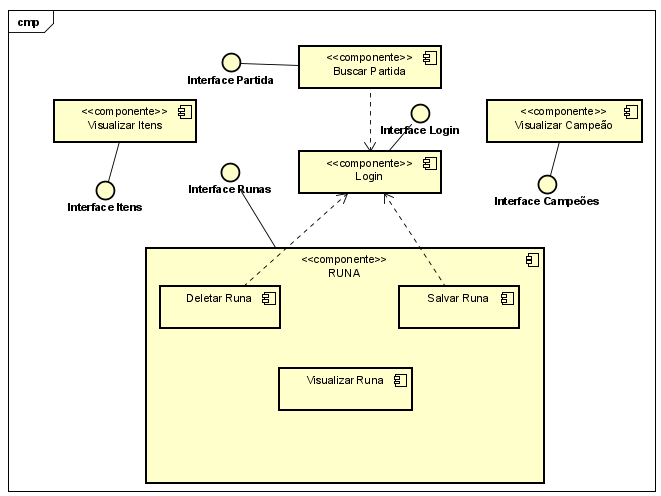 cmp
<<componente>>
Buscar Partida
Interface Partida
<<componente>>
Visualizar Itens
Interface Login
<<componente>>
Visualizar Campeão
<<componente>>
Login
Interface Runas
Interface Itens
Interface Campeões
<<componente>>
RUNA
Deletar Runa
Salvar Runa
Visualizar Runa